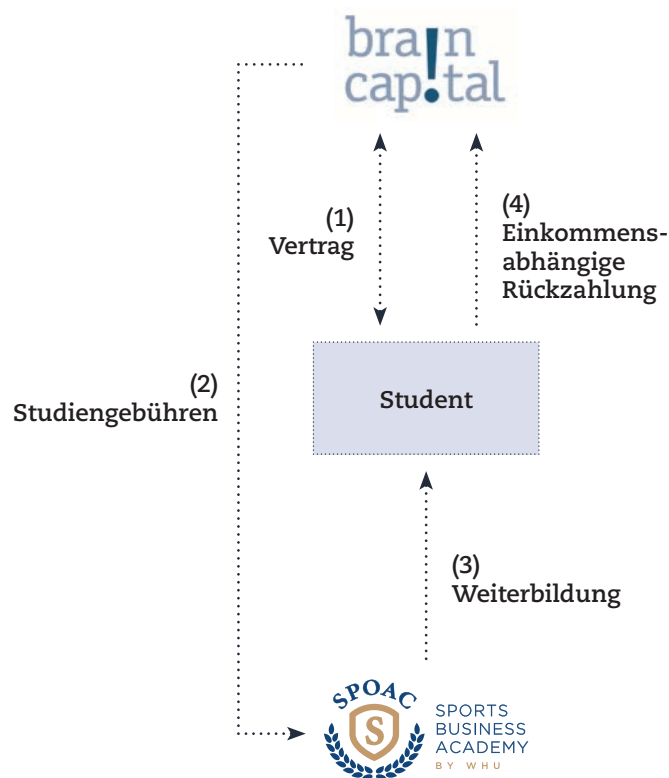 bra!n
cap!tal
(1)
Vertrag
(4)
Einkommens-
abhängige
Rückzahlung
(2)
Studiengebühren
Student
(3)
Weiterbildung
SPOAC
S
SPORTS
BUSINESS
ACADEMY
BY WHU